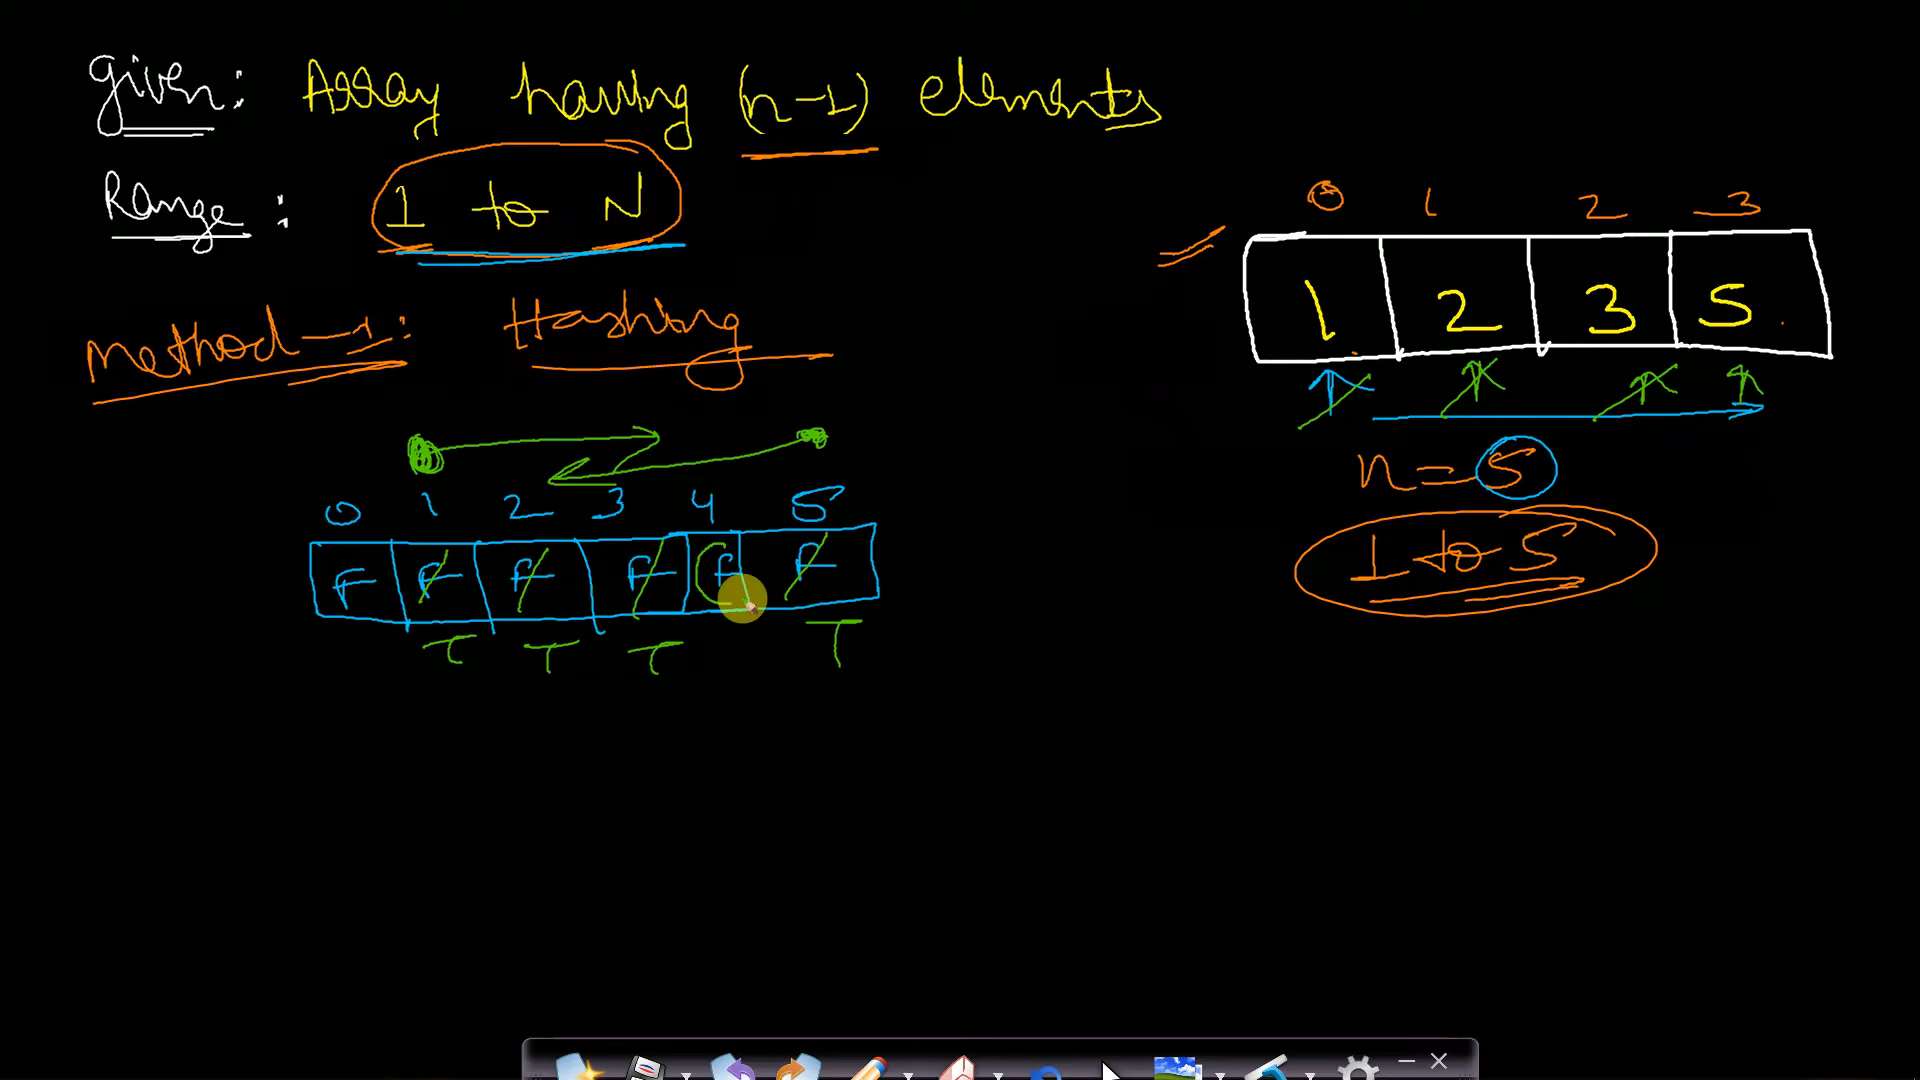 Given: Array having (n-1) elements
Range: 1 to N
0 1 2 3
1 2 3 5
Method-1: Hashing
n = 5
1 to 5
0 1 2 3 4 5
F F F F F F
T T T T